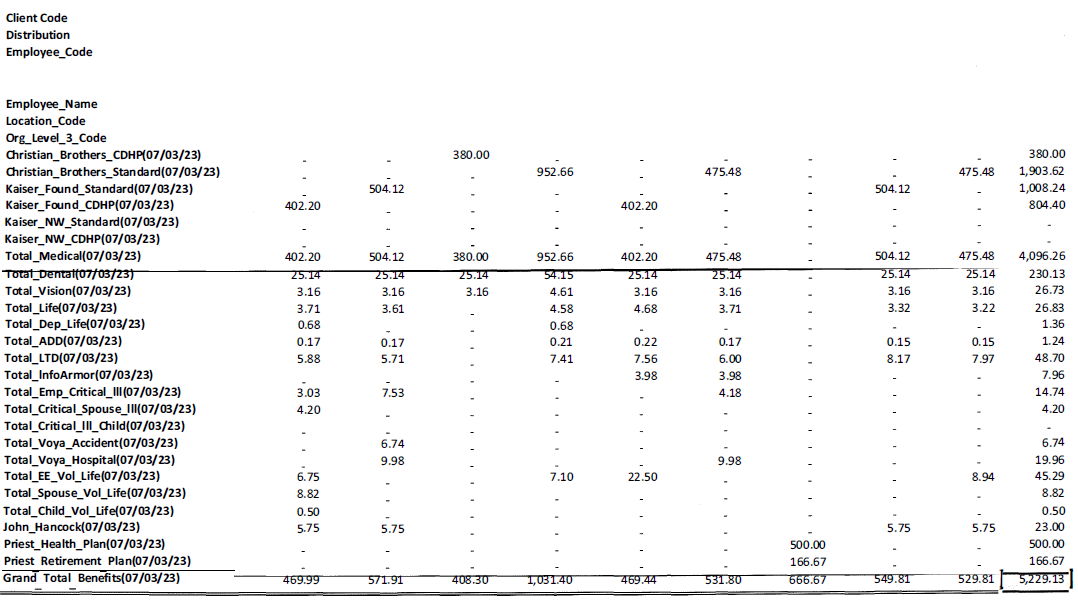 Client Code
Distribution
Employee_Code
Employee_Name
Location_Code
Org_Level_3_Code
Christian_Brothers_CDHP(07/03/23) - - 380.00 - - - - - - 380.00
Christian_Brothers_Standard(07/03/23) - - - 952.66 - 475.48 - - 475.48 1,903.62
Kaiser_Found_Standard(07/03/23) - 504.12 - - - - - 504.12 - 1,008.24
Kaiser_Found_CDHP(07/03/23) 402.20 - - - 402.20 - - - - 804.40
Kaiser_NW_Standard(07/03/23) - - - - - - - - - -
Kaiser_NW_CDHP(07/03/23) - - - - - - - - - -
Total_Medical(07/03/23) 402.20 504.12 380.00 952.66 402.20 475.48 - 504.12 475.48 4,096.26
Total_Dental(07/03/23) 25.14 25.14 25.14 54.15 25.14 25.14 - 25.14 25.14 230.13
Total_Vision(07/03/23) 3.16 3.16 3.16 4.61 3.16 3.16 - 3.16 3.16 26.73
Total_Life(07/03/23) 3.71 3.61 - 4.58 4.68 3.71 - 3.32 3.22 26.83
Total_Dep_Life(07/03/23) 0.68 - - 0.68 - - - - - 1.36
Total_ADD(07/03/23) 0.17 0.17 - 0.21 0.22 0.17 - 0.15 0.15 1.24
Total_LTD(07/03/23) 5.88 5.71 - 7.41 7.56 6.00 - 8.17 7.97 48.70
Total_InfoArmor(07/03/23) - - - - 3.98 3.98 - - - 7.96
Total_Emp_Critical_Ill(07/03/23) 3.03 7.53 - - - 4.18 - - - 14.74
Total_Critical_Spouse_Ill(07/03/23) 4.20 - - - - - - - - 4.20
Total_Critical_Ill_Child(07/03/23) - - - - - - - - - -
Total_Voya_Accident(07/03/23) - 6.74 - - - - - - - 6.74
Total_Voya_Hospital(07/03/23) - 9.98 - - - 9.98 - - - 19.96
Total_EE_Vol_Life(07/03/23) 6.75 - - 7.10 22.50 - - - 8.94 45.29
Total_Spouse_Vol_Life(07/03/23) 8.82 - - - - - - - - 8.82
Total_Child_Vol_Life(07/03/23) 0.50 - - - - - - - - 0.50
John_Hancock(07/03/23) 5.75 5.75 - - - - - 5.75 5.75 23.00
Priest_Health_Plan(07/03/23) - - - - - - 500.00 - - 500.00
Priest_Retirement_Plan(07/03/23) - - - - - - 166.67 - - 166.67
Grand_Total_Benefits(07/03/23) 469.99 571.91 408.30 1,031.40 469.44 531.80 666.67 549.81 529.81 5,229.13